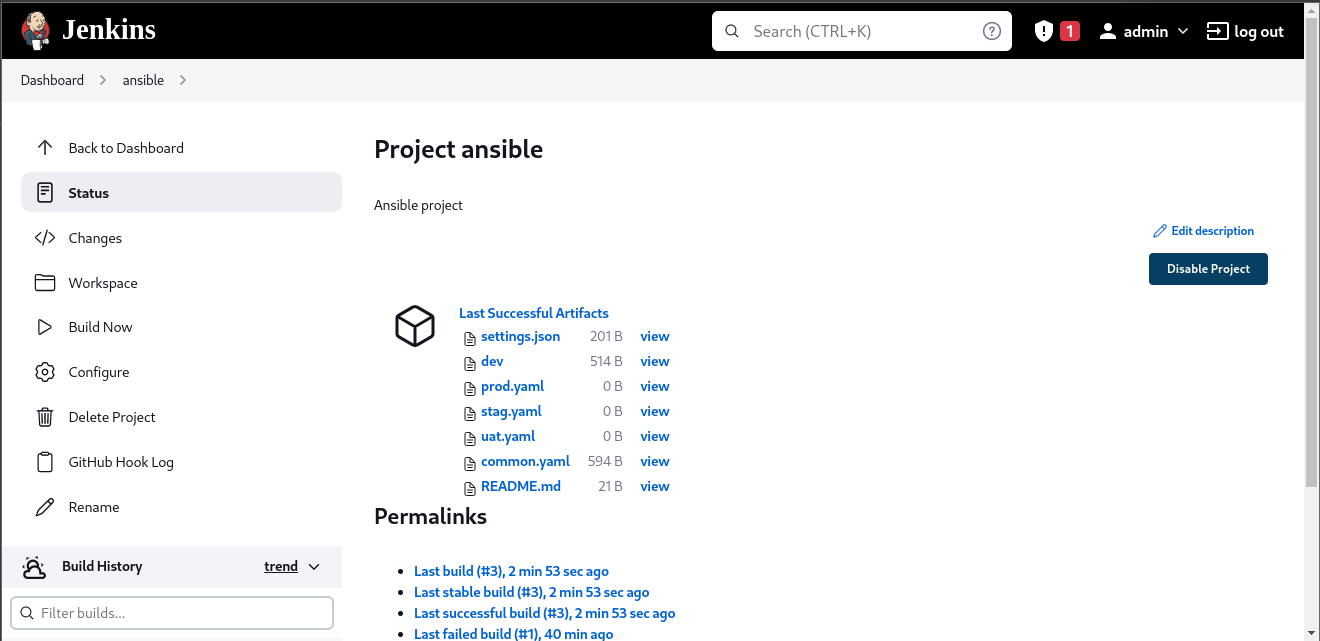 Jenkins
Search (CTRL+K)
1
admin
log out
Dashboard
ansible
Back to Dashboard
Status
Changes
Workspace
Build Now
Configure
Delete Project
GitHub Hook Log
Rename
Build History
trend
Filter builds...
Project ansible
Ansible project
Edit description
Disable Project
Last Successful Artifacts
settings.json 201 B view
dev 514 B view
prod.yaml 0 B view
stag.yaml 0 B view
uat.yaml 0 B view
common.yaml 594 B view
README.md 21 B view
Permalinks
Last build (#3), 2 min 53 sec ago
Last stable build (#3), 2 min 53 sec ago
Last successful build (#3), 2 min 53 sec ago
Last failed build (#1), 40 min ago